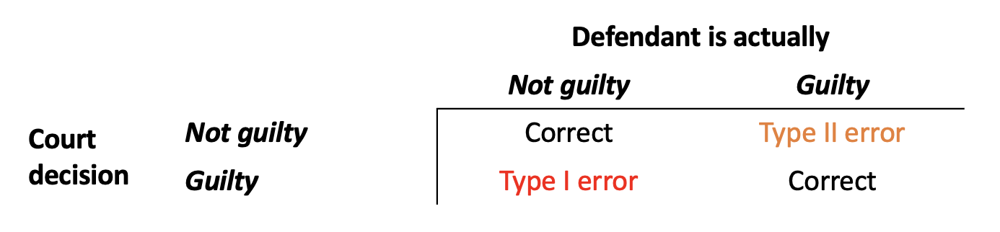 Defendant is actually
Not guilty Guilty
Court decision
Not guilty Correct Type II error
Guilty Type I error Correct